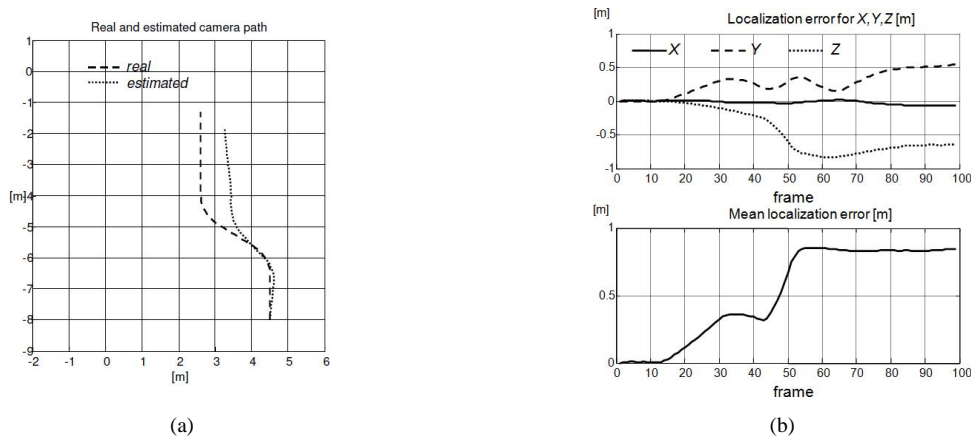 Real and estimated camera path
1
0
-1
-2
-3
-4
-5
-6
-7
-8
-9
[m]
real
estimated
-2 -1 0 1 2 3 4 5 6
[m]
(a)
[m]
Localization error for X,Y,Z [m]
X Y Z
1
0.5
0
-0.5
-1
0 10 20 30 40 50 60 70 80 90 100
frame
[m]
Mean localization error [m]
1
0.5
0
0 10 20 30 40 50 60 70 80 90 100
frame
(b)